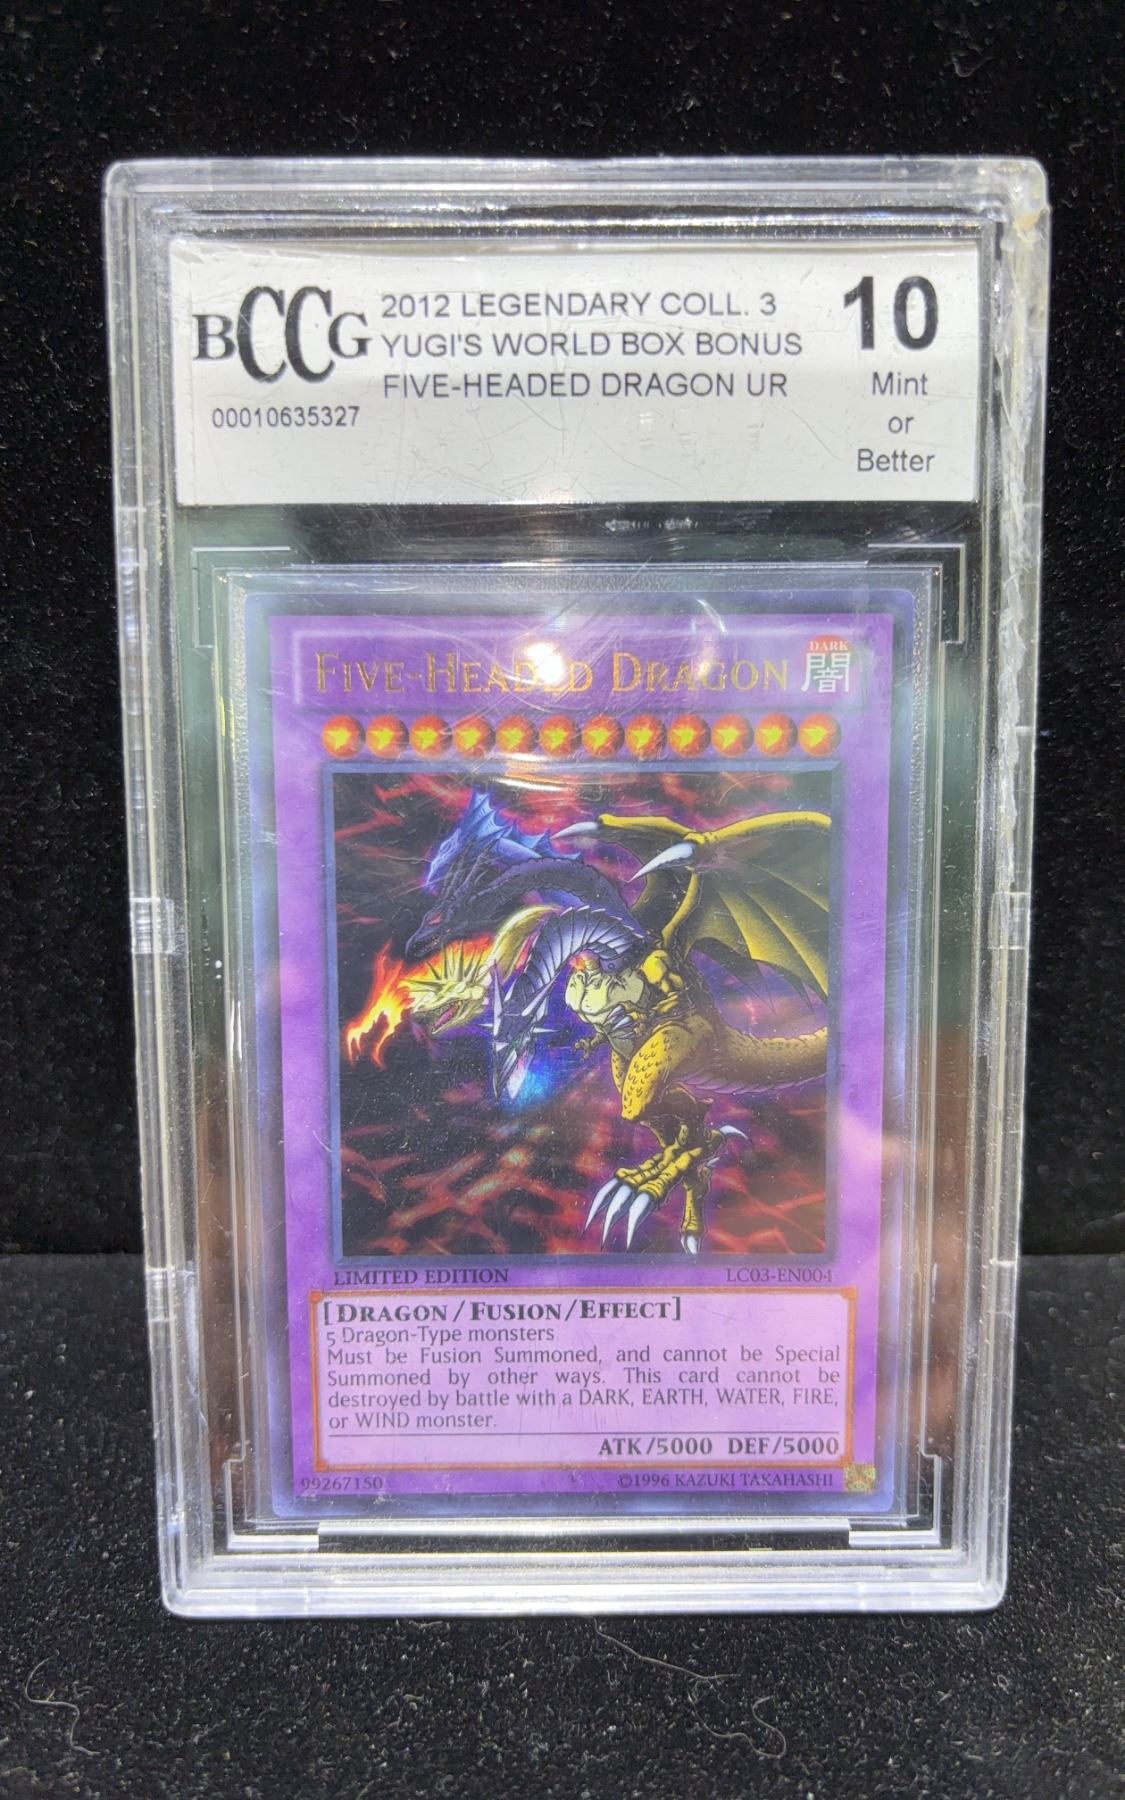 BCCG
2012 LEGENDARY COLL. 3
YUGI'S WORLD BOX BONUS
FIVE-HEADED DRAGON UR
00010635327
10
Mint
or
Better
FIVE-HEADED DRAGON
DARK
闇
LIMITED EDITION LC03-EN004
[DRAGON/FUSION/EFFECT]
5 Dragon-Type monsters
Must be Fusion Summoned, and cannot be Special
Summoned by other ways. This card cannot be
destroyed by battle with a DARK, EARTH, WATER, FIRE,
or WIND monster.
ATK/5000 DEF/5000
99267150 ©1996 KAZUKI TAKAHASHI